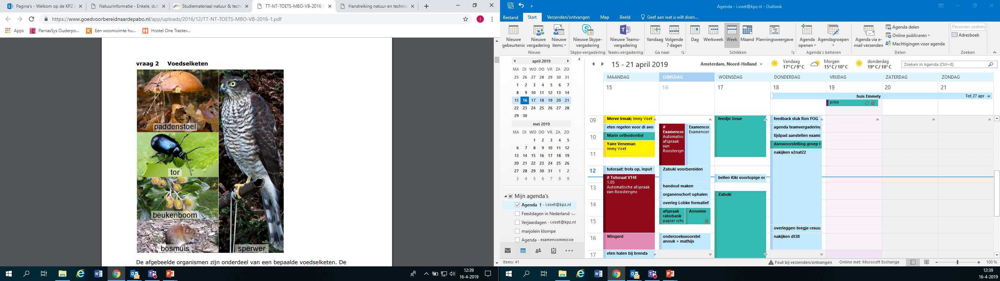 Pagina's - Welkom op de KPZ
Natuurinformatie - Enkele, dub
Studiemateriaal natuur & techn
TT-NT-TOETS-MBO-VB-2016-1
Handreiking natuur en technie
https://www.goedvoorbereidnaardepabo.nl/app/uploads/2016/12/TT-NT-TOETS-MBO-VB-2016-1.pdf
Apps
ParnasSys Ouderpo...
Een woonruimte hu...
Hostel One Trastev...
vraag 2 Voedselketen
paddenstoel
tor
beukenboom
bosmuis
sperwer
De afgebeelde organismen zijn onderdeel van een bepaalde voedselketen. De
12:39
16-4-2019
Agenda - i.voet@kpz.nl - Outlook
Bestand Start Verzenden/ontvangen Map Beeld Geef aan wat u wilt doen...
Nieuwe gebeurtenis
Nieuwe vergadering
Nieuwe items
Nieuw
Nieuwe Skype-vergadering
Skype-vergadering
Nieuwe Teams-vergadering
Teams-vergadering
Vandaag
Volgende 7 dagen
Ga naar
Dag Werkweek Week Maand Planningsweergave
Schikken
Agenda openen
Agendagroepen
Agenda's beheren
Agenda via e-mail verzenden
Agenda delen
Online publiceren
Machtigingen voor agenda
Delen
Personen zoeken
Adresboek
Zoeken
april 2019
MA DI WO DO VR ZA ZO
25 26 27 28 29 30 31
1 2 3 4 5 6 7
8 9 10 11 12 13 14
15 16 17 18 19 20 21
22 23 24 25 26 27 28
29 30
mei 2019
MA DI WO DO VR ZA ZO
1 2 3 4 5
6 7 8 9 10 11 12
13 14 15 16 17 18 19
20 21 22 23 24 25 26
27 28 29 30 31 1 2
3 4 5 6 7 8 9
Mijn agenda's
Agenda 1 - i.voet@kpz.nl
Feestdagen in Nederland -...
Verjaardagen - i.voet@kpz.nl
marjolein klompe
Agenda - examencommissie
15 - 21 april 2019
Amsterdam, Noord-Holland
Vandaag
17°C/9°C
Morgen
15°C/10°C
donderdag
19°C/10°C
Zoeken in Agenda (Ctrl+E)
MAANDAG DINSDAG WOENSDAG DONDERDAG VRIJDAG ZATERDAG ZONDAG
15 16 17 18 19 20 21
huis Emmely Tot 27 apr
prive
09
10
11
12
13
14
15
16
17
Merve Irmak; Immy Voet
eten regelen voor di avo
Marin orthodontist
Yaire Veneman
Immy Voet
tutoraat: trots op, input
# Tutoraat VT4E
1.05
Automatische afspraak
van Roostersync
Wingerd
eten halen bij brenda
#
Examencor
Automatisc
afspraak
van
Roostersyn
Examencor
Examencor
Zabuki voorbereiden
handout maken
organenschort ophalen
overleg Lobke formatief
afspraak
rabobank
papier schu
Annemie
onderzoeksvoorstel
anouk + mathijs
feestje Josse
bellen Kiki voorlopige o
Zabuki
feedback stuk Ron FOG
agenda teamvergadering
tijdpad aanstellen exami
dansvoorstelling groep 6
nakijken v2nat22
overleggen bregje cesuu
nakijken dt3B
Items: 41
Fout bij verzenden/ontvangen
Online met: Microsoft Exchange
100 %
12:39
16-4-2019